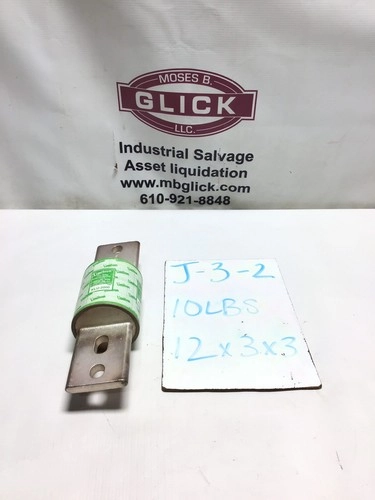 MOSES B.
GLICK
LLC.
Industrial Salvage
Asset liquidation
www.mbglick.com
610-921-8848
J-3-2
10LBS
12x3x3